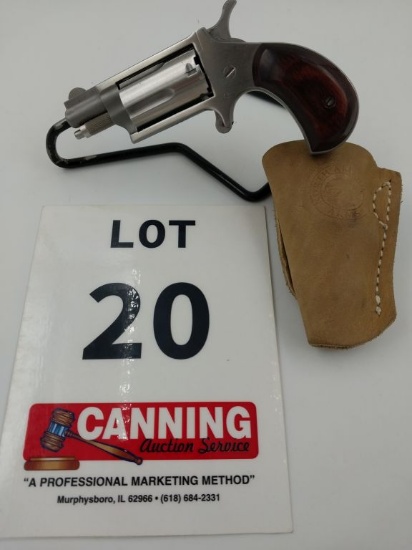 LOT
20
CANNING
Auction Service
"A PROFESSIONAL MARKETING METHOD"
Murphysboro, IL 62966 • (618) 684-2331